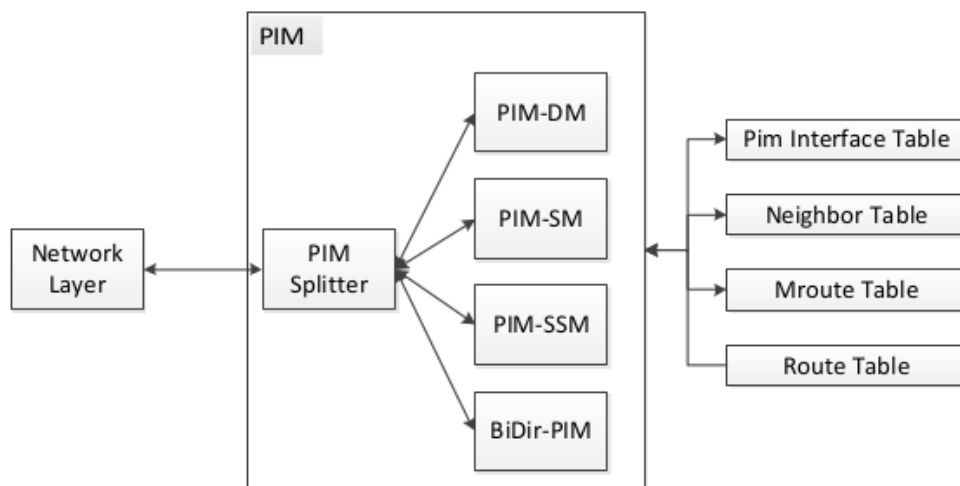 PIM
PIM-DM
Pim Interface Table
PIM-SM
Neighbor Table
Network
Layer
PIM
Splitter
Mroute Table
PIM-SSM
Route Table
BiDir-PIM